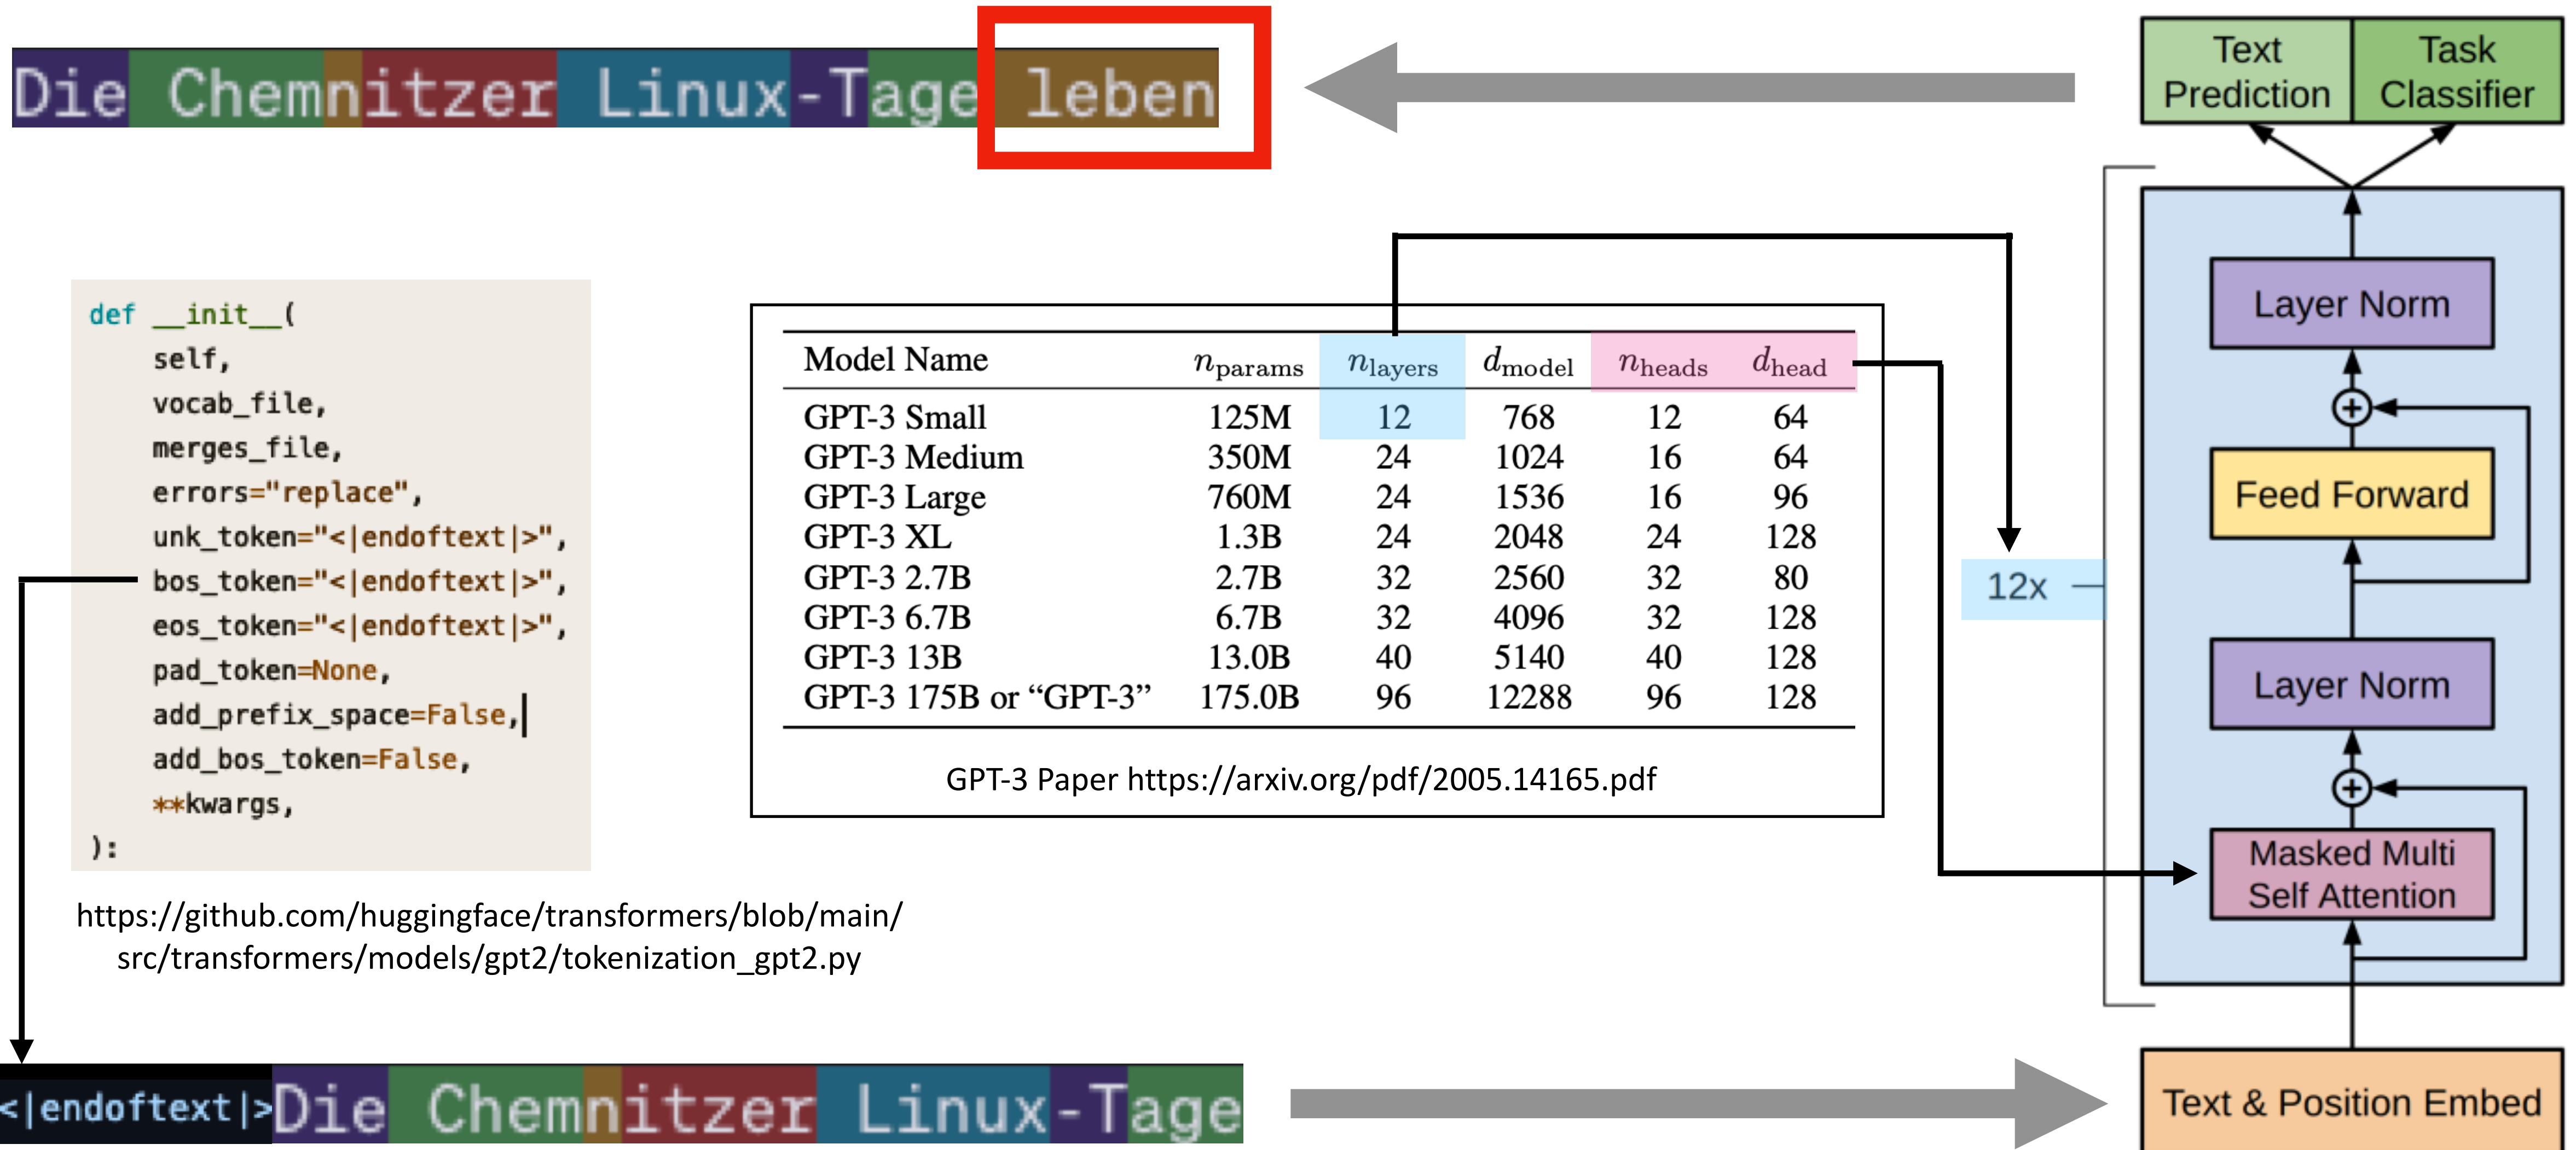 Die Chemnitzer Linux-Tage leben
Text Prediction
Task Classifier
def __init__(
self,
vocab_file,
merges_file,
errors="replace",
unk_token="<|endoftext|>",
bos_token="<|endoftext|>",
eos_token="<|endoftext|>",
pad_token=None,
add_prefix_space=False,
add_bos_token=False,
**kwargs,
):
https://github.com/huggingface/transformers/blob/main/
src/transformers/models/gpt2/tokenization_gpt2.py
Model Name n_params n_layers d_model n_heads d_head
GPT-3 Small 125M 12 768 12 64
GPT-3 Medium 350M 24 1024 16 64
GPT-3 Large 760M 24 1536 16 96
GPT-3 XL 1.3B 24 2048 24 128
GPT-3 2.7B 2.7B 32 2560 32 80
GPT-3 6.7B 6.7B 32 4096 32 128
GPT-3 13B 13.0B 40 5140 40 128
GPT-3 175B or “GPT-3” 175.0B 96 12288 96 128
GPT-3 Paper https://arxiv.org/pdf/2005.14165.pdf
12x
Layer Norm
Feed Forward
Layer Norm
Masked Multi
Self Attention
Text & Position Embed
<|endoftext|>Die Chemnitzer Linux-Tage